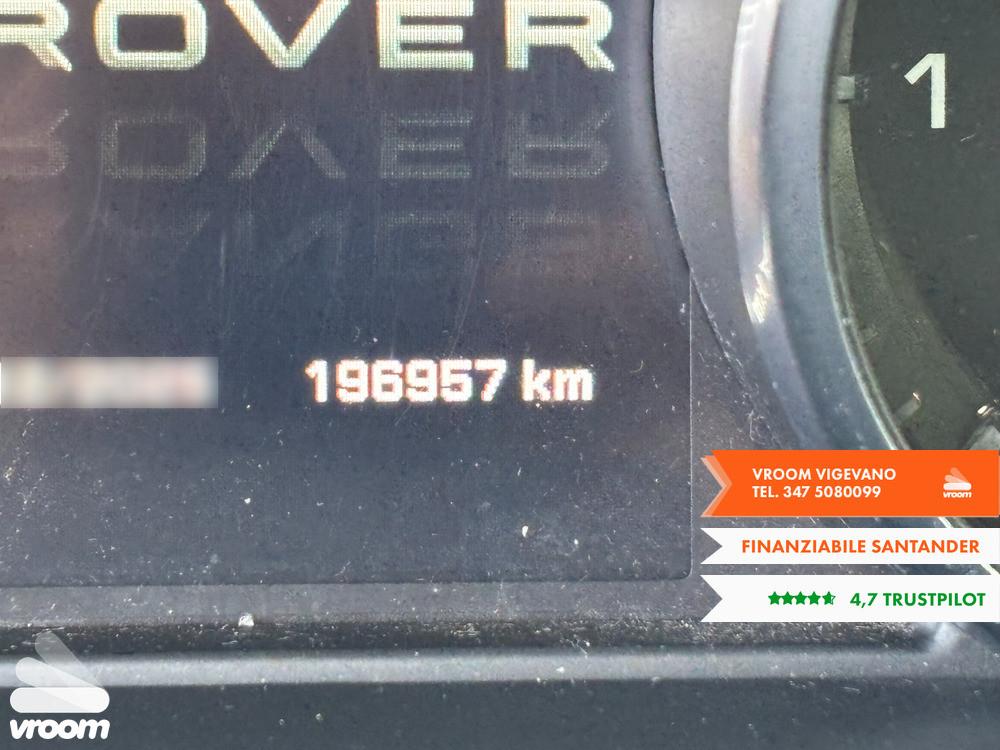 ROVER
1
196957 km
VROOM VIGEVANO
TEL. 347 5080099
vroom
FINANZIABILE SANTANDER
4,7 TRUSTPILOT
vroom